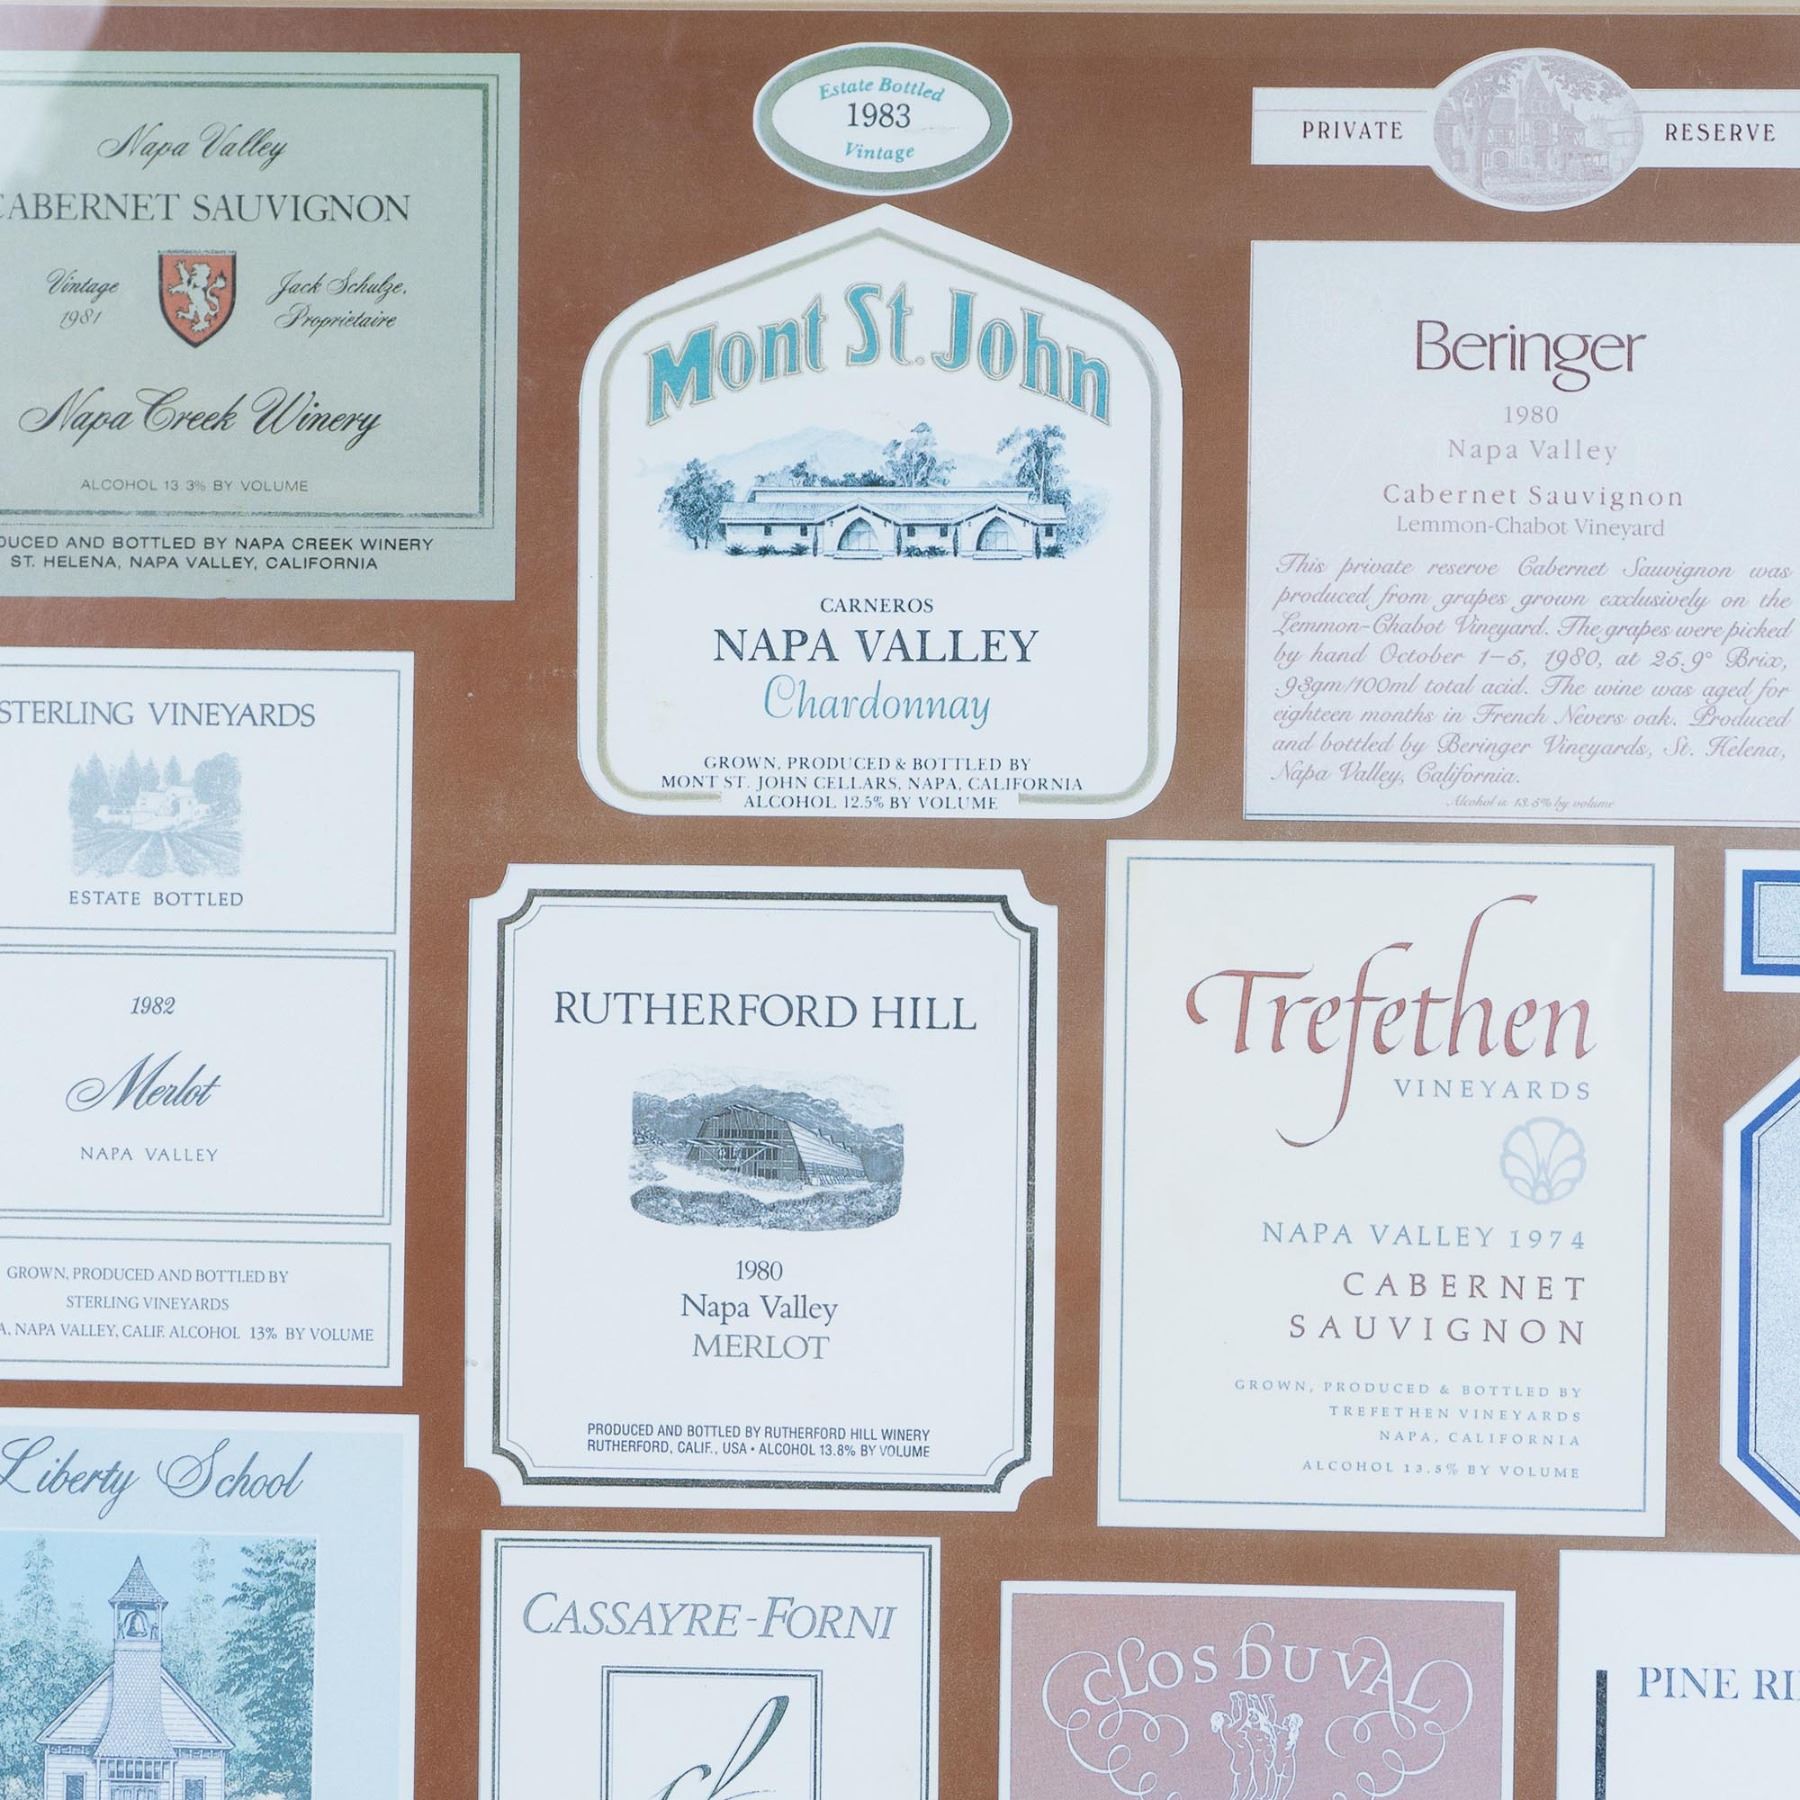 Napa Valley
CABERNET SAUVIGNON
Vintage
1981
Jack Schulze,
Proprietaire
Napa Creek Winery
ALCOHOL 13.3% BY VOLUME
BY NAPA CREEK WINERY
ST. HELENA, NAPA VALLEY, CALIFORNIA
Estate Bottled
1983
Vintage
Mont St. John
CARNEROS
NAPA VALLEY
Chardonnay
GROWN, PRODUCED & BOTTLED BY
MONT ST. JOHN CELLARS, NAPA, CALIFORNIA
ALCOHOL 12.5% BY VOLUME
PRIVATE RESERVE
Beringer
1980
Napa Valley
Cabernet Sauvignon
Lemmon-Chabot Vineyard
This private reserve Cabernet Sauvignon was
produced from grapes grown exclusively on the
Lemmon-Chabot Vineyard. The grapes were picked
by hand October 1-5, 1980, at 25.9° Brix,
.93gm/100ml total acid. The wine was aged for
eighteen months in French Nevers oak. Produced
and bottled by Beringer Vineyards, St. Helena,
Napa Valley, California.
Alcohol is 13.5% by volume
STERLING VINEYARDS
ESTATE BOTTLED
1982
Merlot
NAPA VALLEY
GROWN, PRODUCED AND BOTTLED BY
STERLING VINEYARDS
NAPA VALLEY, CALIF. ALCOHOL 13% BY VOLUME
RUTHERFORD HILL
1980
Napa Valley
MERLOT
PRODUCED AND BOTTLED BY RUTHERFORD HILL WINERY
RUTHERFORD, CALIF., USA • ALCOHOL 13.8% BY VOLUME
Trefethen
VINEYARDS
NAPA VALLEY 1974
CABERNET
SAUVIGNON
GROWN, PRODUCED & BOTTLED BY
TREFETHEN VINEYARDS
NAPA, CALIFORNIA
ALCOHOL 13.5% BY VOLUME
Liberty School
CASSAYRE-FORNI
CLOS DU VAL
PINE RI